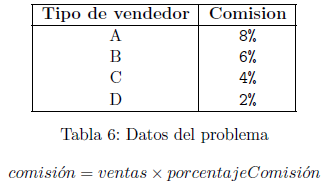 Tipo de vendedor Comision
A 8%
B 6%
C 4%
D 2%
Tabla 6: Datos del problema
comisión = ventas × porcentajeComisión